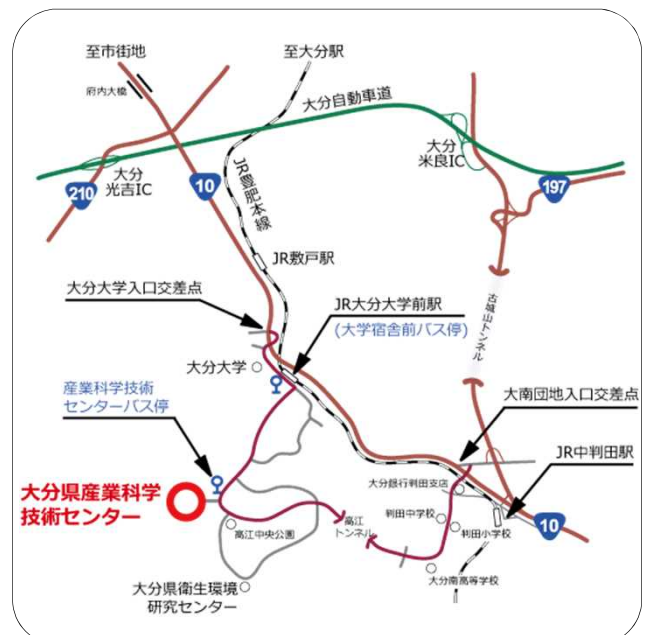 至市街地
至大分駅
府内大橋
大分自動車道
大分
米良IC
大分
光吉IC
210
10
197
JR豊肥本線
JR敷戸駅
大分大学入口交差点
JR大分大学前駅
(大学宿舎前バス停)
古城山トンネル
大分大学
産業科学技術
センターバス停
大南団地入口交差点
JR中判田駅
大分県産業科学
技術センター
大分銀行判田支店
判田中学校
判田小学校
10
高江
トンネル
高江中央公園
大分南高等学校
大分県衛生環境
研究センター